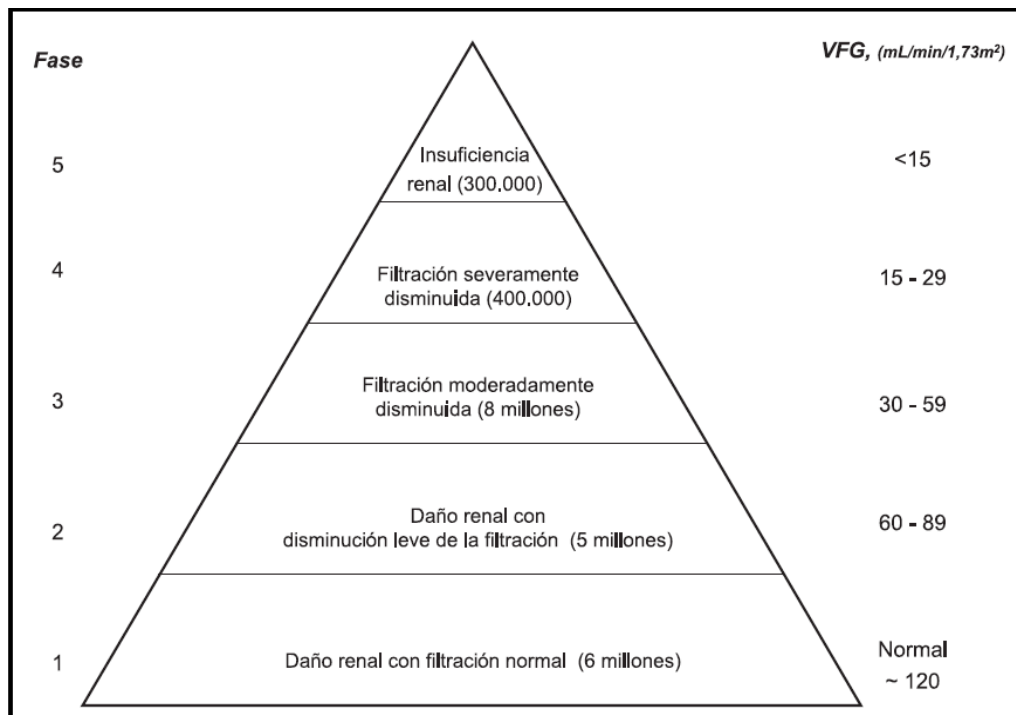 Fase
VFG, (mL/min/1,73m²)
5
Insuficiencia
renal (300.000)
<15
4
Filtración severamente
disminuida (400.000)
15 - 29
3
Filtración moderadamente
disminuida (8 millones)
30 - 59
2
Daño renal con
disminución leve de la filtración (5 millones)
60 - 89
1
Daño renal con filtración normal (6 millones)
Normal
~ 120